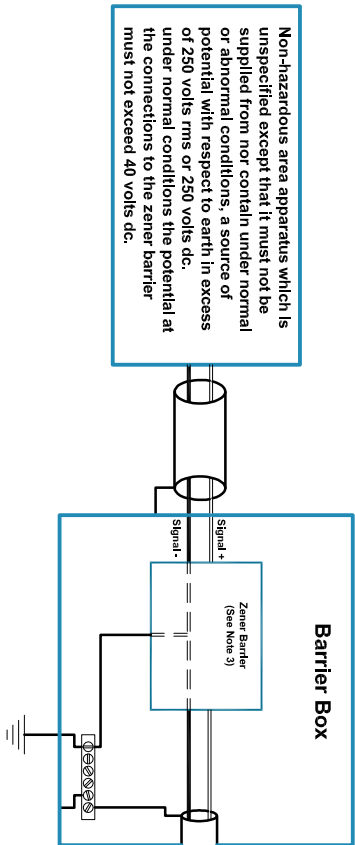 Non-hazardous area apparatus which is
unspecified except that it must not be
supplied from nor contain under normal
or abnormal conditions, a source of
potential with respect to earth in excess
of 250 volts rms or 250 volts dc.
under normal conditions the potential at
the connections to the zener barrier
must not exceed 40 volts dc.
Barrier Box
Signal +
Signal -
Zener Barrier
(See Note 3)